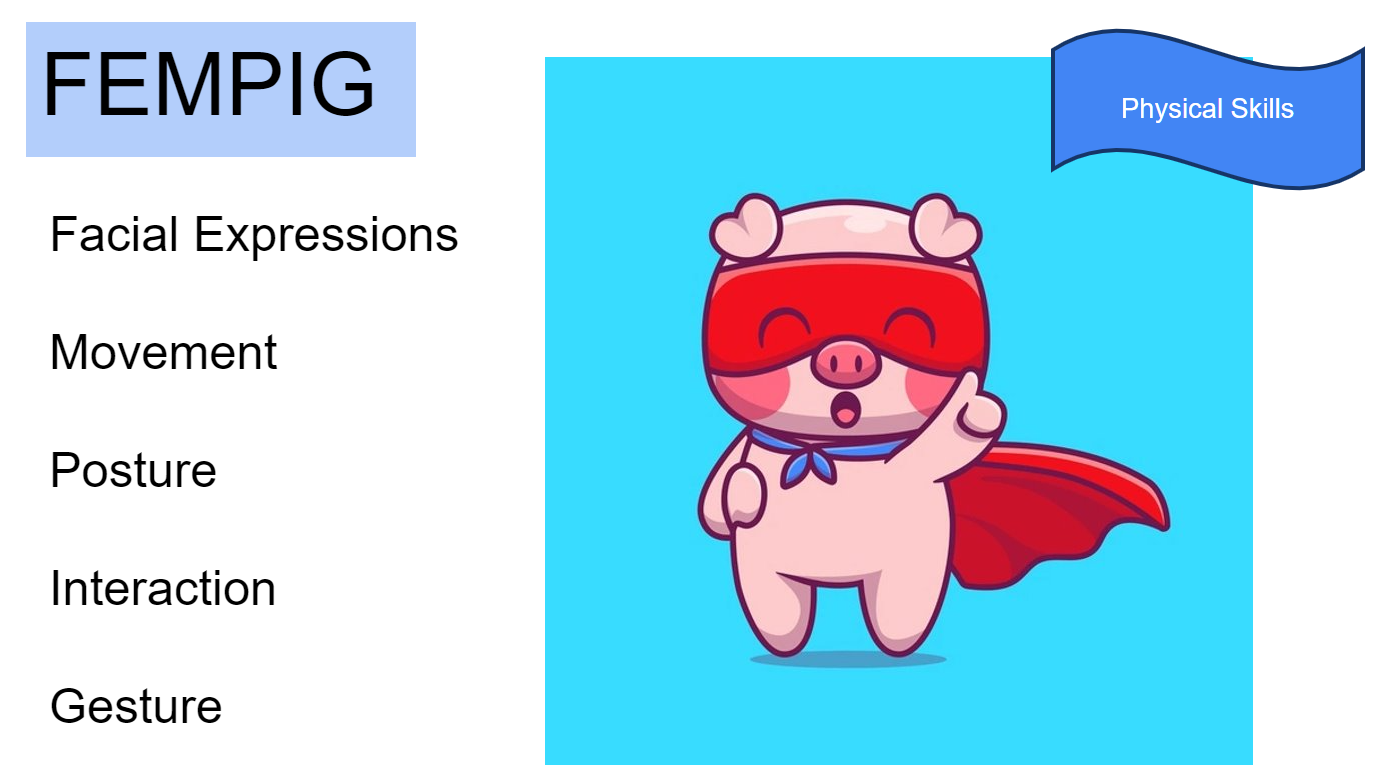 FEMPIG
Physical Skills
Facial Expressions
Movement
Posture
Interaction
Gesture